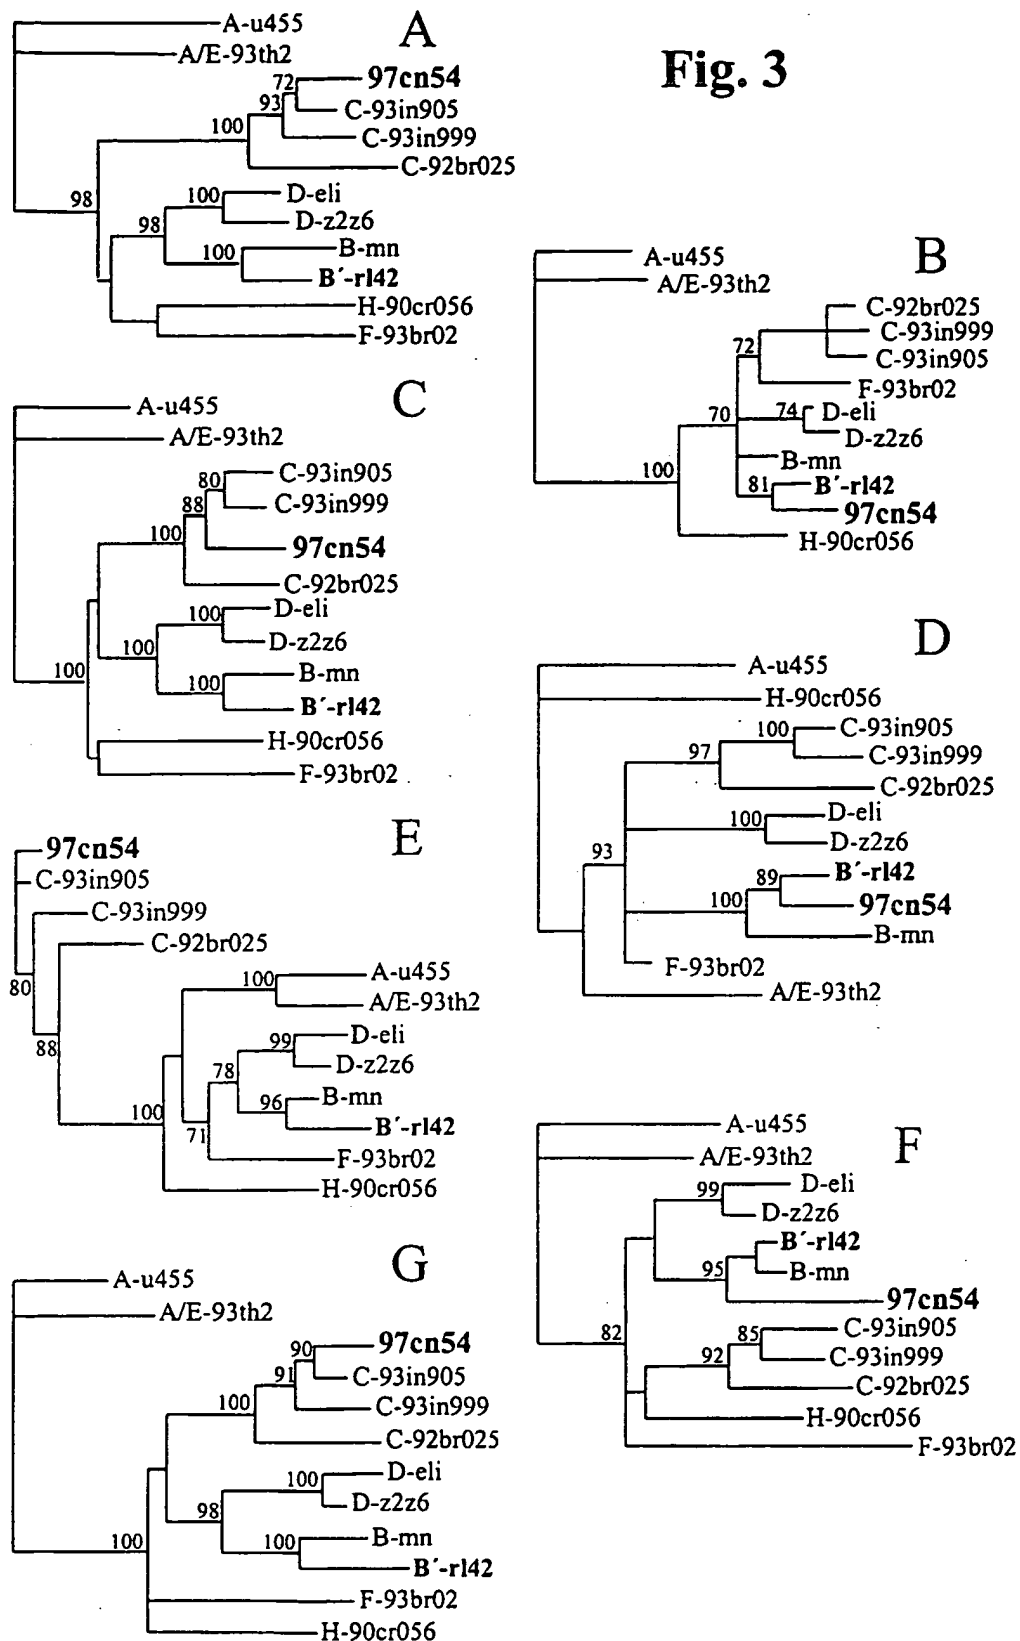 Fig. 3
A
A-u455
A/E-93th2
72
97cn54
93
C-93in905
100
C-93in999
C-92br025
98
100
D-eli
98
D-z2z6
100
B-mn
B´-rl42
H-90cr056
F-93br02
B
A-u455
A/E-93th2
C-92br025
72
C-93in999
C-93in905
F-93br02
70
74
D-eli
D-z2z6
B-mn
100
81
B´-rl42
97cn54
H-90cr056
C
A-u455
A/E-93th2
80
C-93in905
88
C-93in999
100
97cn54
C-92br025
100
D-eli
100
D-z2z6
100
100
B-mn
B´-rl42
H-90cr056
F-93br02
D
A-u455
H-90cr056
100
C-93in905
97
C-93in999
C-92br025
100
D-eli
D-z2z6
93
89
B´-rl42
100
97cn54
B-mn
F-93br02
A/E-93th2
E
97cn54
C-93in905
C-93in999
C-92br025
80
100
A-u455
A/E-93th2
88
99
D-eli
78
D-z2z6
96
B-mn
100
71
B´-rl42
F-93br02
H-90cr056
F
A-u455
A/E-93th2
99
D-eli
D-z2z6
B´-rl42
95
B-mn
97cn54
82
85
C-93in905
92
C-93in999
C-92br025
H-90cr056
F-93br02
G
A-u455
A/E-93th2
90
97cn54
91
C-93in905
100
C-93in999
C-92br025
100
D-eli
98
D-z2z6
100
100
B-mn
B´-rl42
F-93br02
H-90cr056